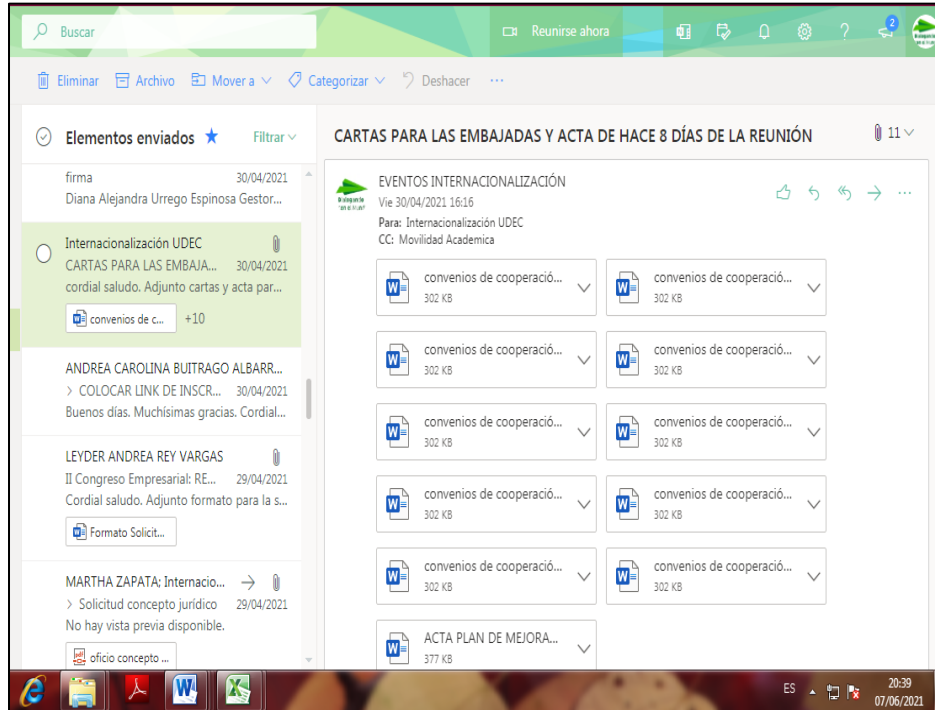 Buscar
Reunirse ahora
2
Eliminar Archivo Mover a Categorizar Deshacer ...
Elementos enviados Filtrar
firma 30/04/2021
Diana Alejandra Urrego Espinosa Gestor...
Internacionalización UDEC
CARTAS PARA LAS EMBAJA... 30/04/2021
cordial saludo. Adjunto cartas y acta par...
convenios de c... +10
ANDREA CAROLINA BUITRAGO ALBARR...
> COLOCAR LINK DE INSCR... 30/04/2021
Buenos días. Muchísimas gracias. Cordial...
LEYDER ANDREA REY VARGAS
II Congreso Empresarial: RE... 29/04/2021
Cordial saludo. Adjunto formato para la s...
Formato Solicit...
MARTHA ZAPATA; Internacio...
> Solicitud concepto jurídico 29/04/2021
No hay vista previa disponible.
oficio concepto ...
CARTAS PARA LAS EMBAJADAS Y ACTA DE HACE 8 DÍAS DE LA REUNIÓN 11
EVENTOS INTERNACIONALIZACIÓN
Vie 30/04/2021 16:16
Para: Internacionalización UDEC
CC: Movilidad Academica
convenios de cooperació... convenios de cooperació...
302 KB 302 KB
convenios de cooperació... convenios de cooperació...
302 KB 302 KB
convenios de cooperació... convenios de cooperació...
302 KB 302 KB
convenios de cooperació... convenios de cooperació...
302 KB 302 KB
convenios de cooperació... convenios de cooperació...
302 KB 302 KB
ACTA PLAN DE MEJORA...
377 KB
ES 20:39
07/06/2021